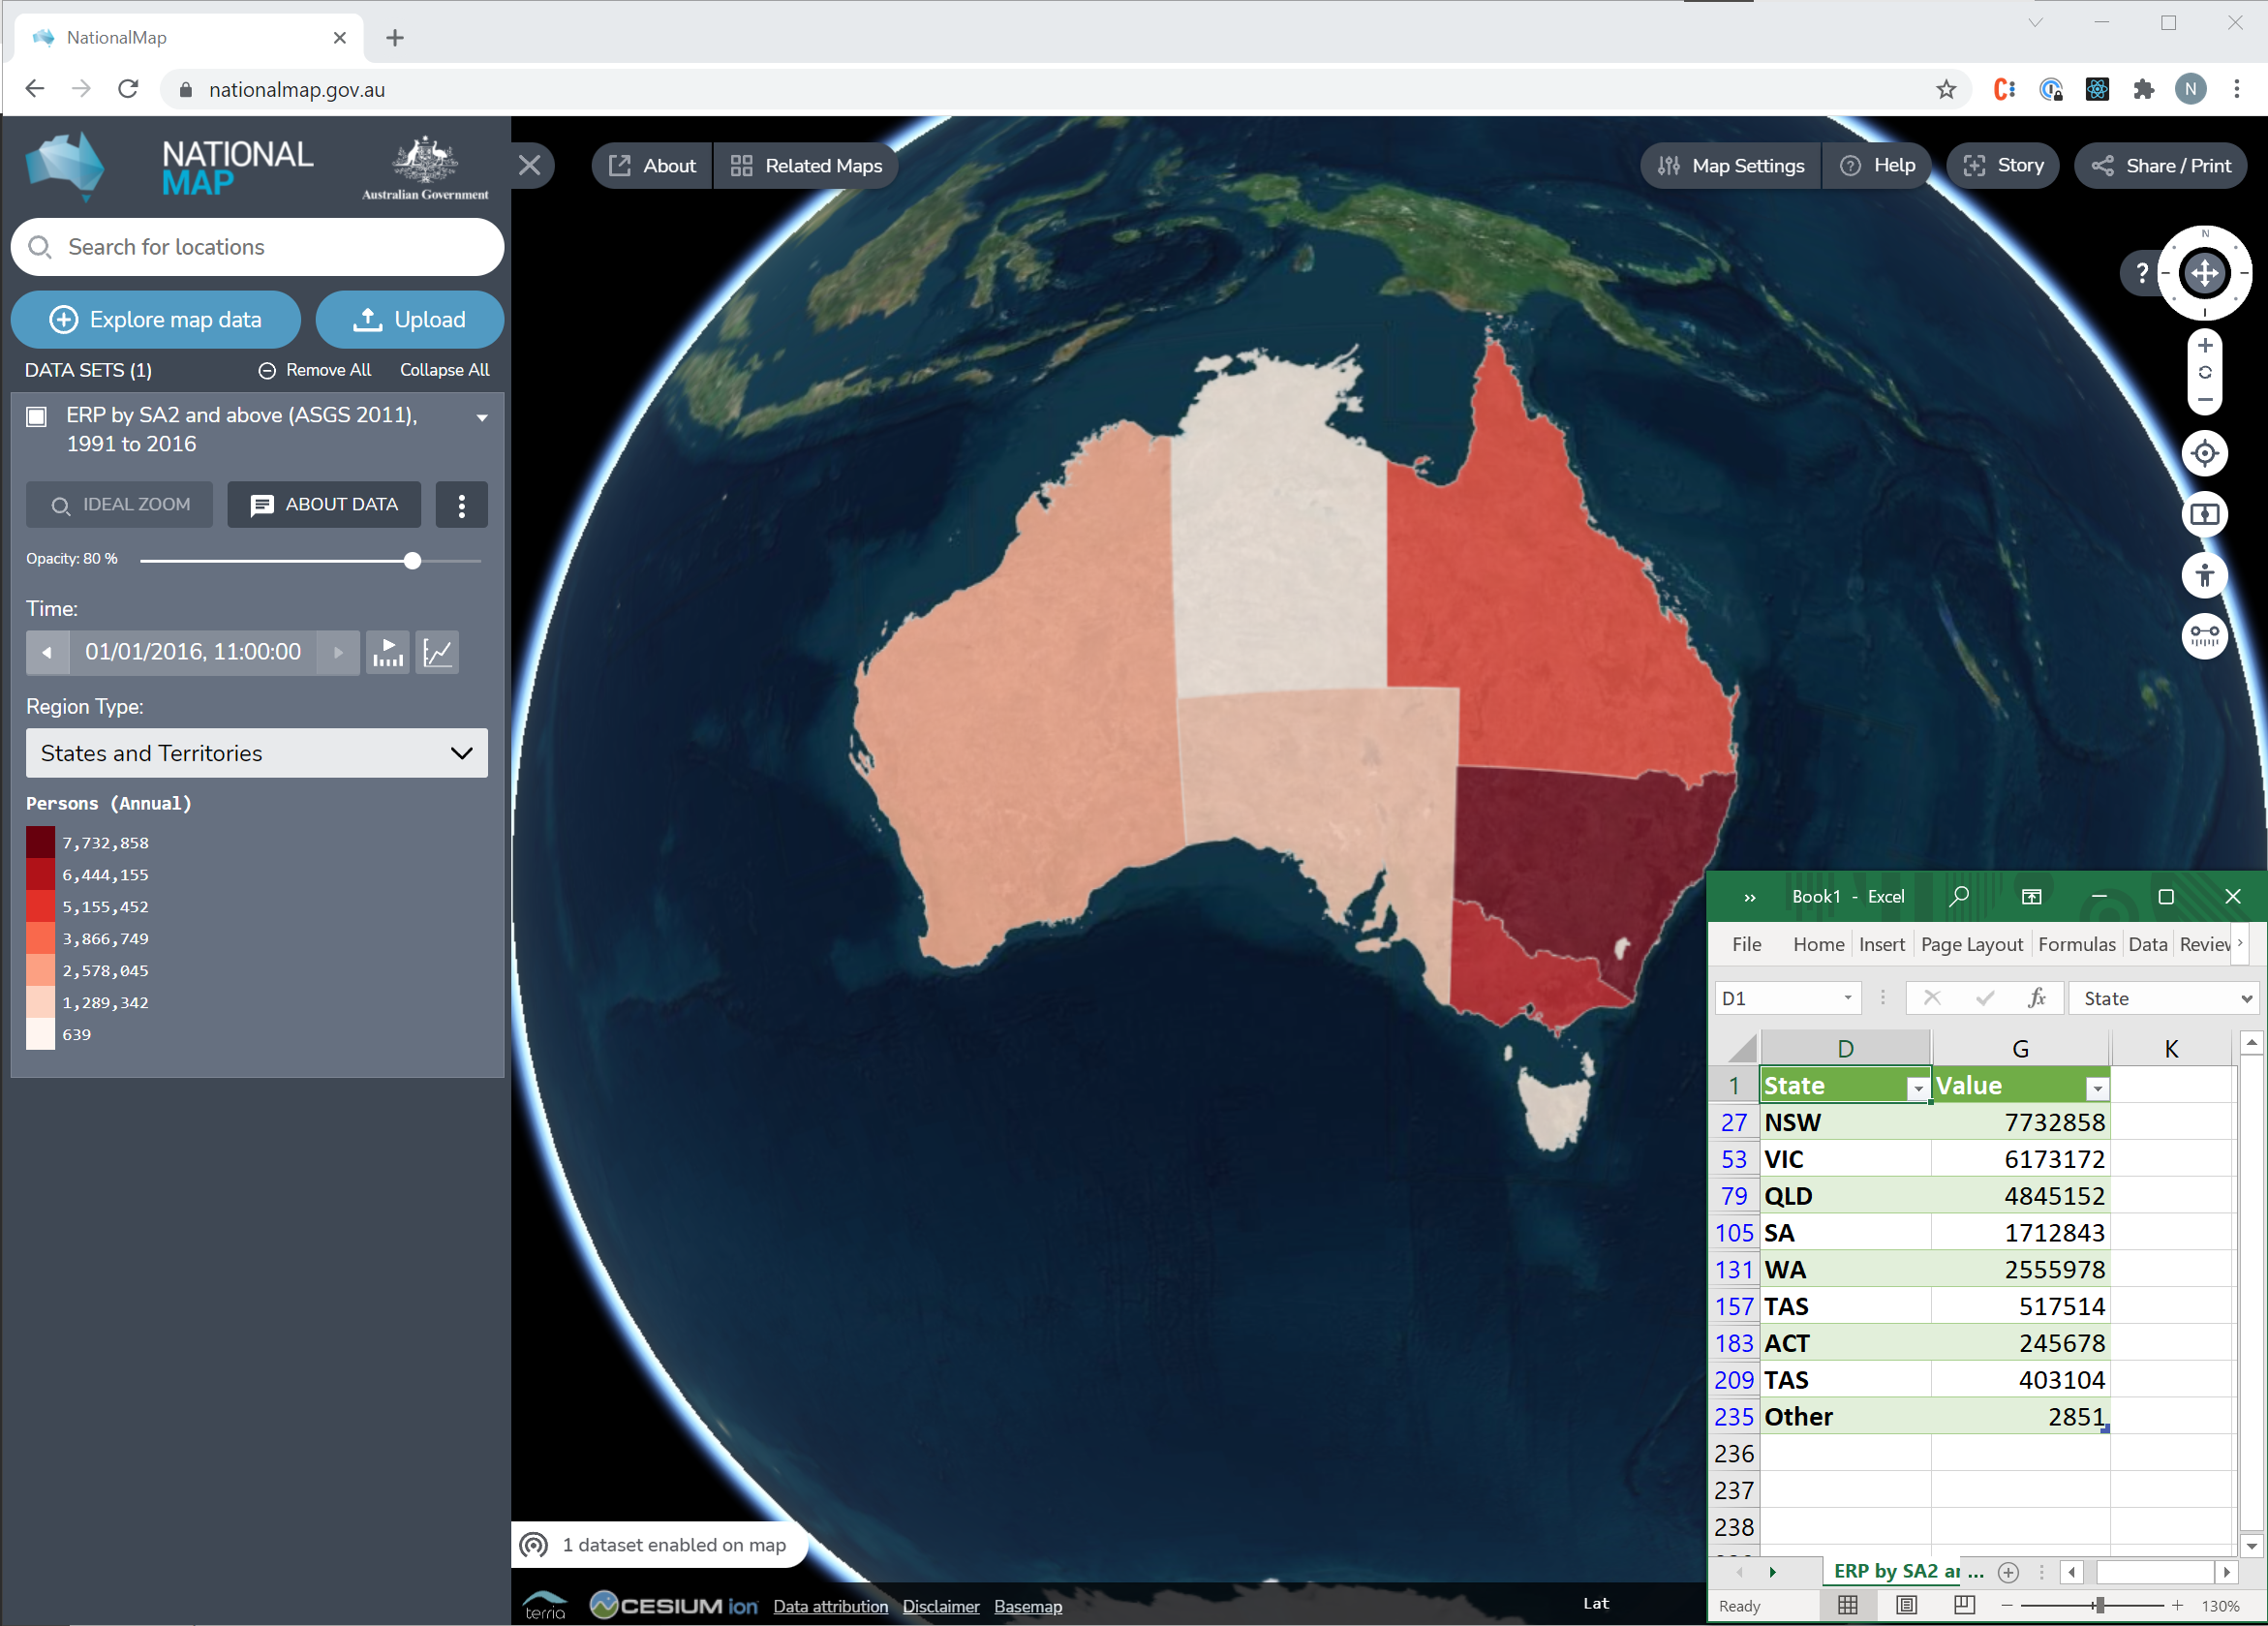 NationalMap
nationalmap.gov.au
N
NATIONAL
MAP
Australian Government
About
Related Maps
Map Settings
Help
Story
Share / Print
Search for locations
N
?
Explore map data
Upload
DATA SETS (1)
Remove All
Collapse All
ERP by SA2 and above (ASGS 2011),
1991 to 2016
IDEAL ZOOM
ABOUT DATA
Opacity: 80 %
Time:
01/01/2016, 11:00:00
Region Type:
States and Territories
Persons (Annual)
7,732,858
6,444,155
5,155,452
3,866,749
2,578,045
1,289,342
639
Book1 - Excel
File Home Insert Page Layout Formulas Data Review
D1
fx
State
D G K
1 State Value
27 NSW 7732858
53 VIC 6173172
79 QLD 4845152
105 SA 1712843
131 WA 2555978
157 TAS 517514
183 ACT 245678
209 TAS 403104
235 Other 2851
236
237
238
ERP by SA2 ar ...
Ready
130%
1 dataset enabled on map
terria
CESIUM ion
Data attribution
Disclaimer
Basemap
Lat